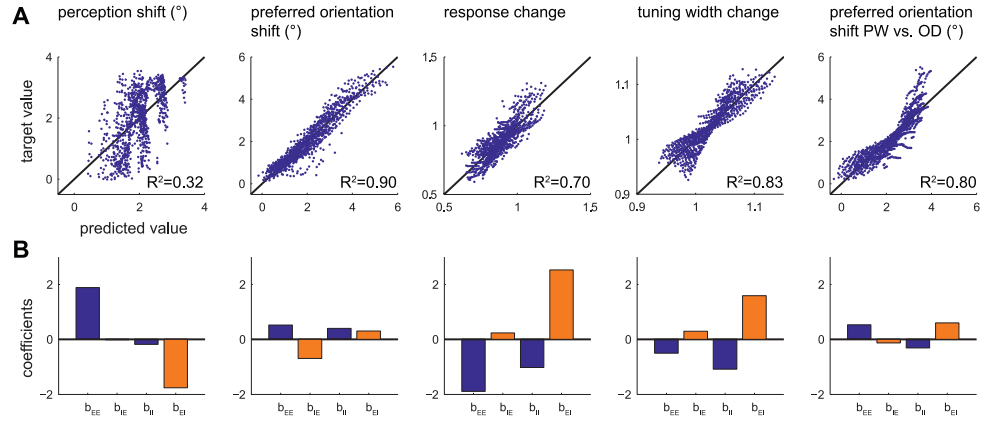 A
perception shift (°)
preferred orientation
shift (°)
response change
tuning width change
preferred orientation
shift PW vs. OD (°)
target value
4
2
0
0 2 4
R²=0.32
predicted value
6
4
2
0
0 2 4 6
R²=0.90
1.5
1
0.5
1 1.5
R²=0.70
1.1
1
0.9
0.9 1 1.1
R²=0.83
6
4
2
0
0 2 4 6
R²=0.80
B
coefficients
2
0
−2
b_EE b_IE b_II b_EI
2
0
−2
b_EE b_IE b_II b_EI
2
0
−2
b_EE b_IE b_II b_EI
2
0
−2
b_EE b_IE b_II b_EI
2
0
−2
b_EE b_IE b_II b_EI